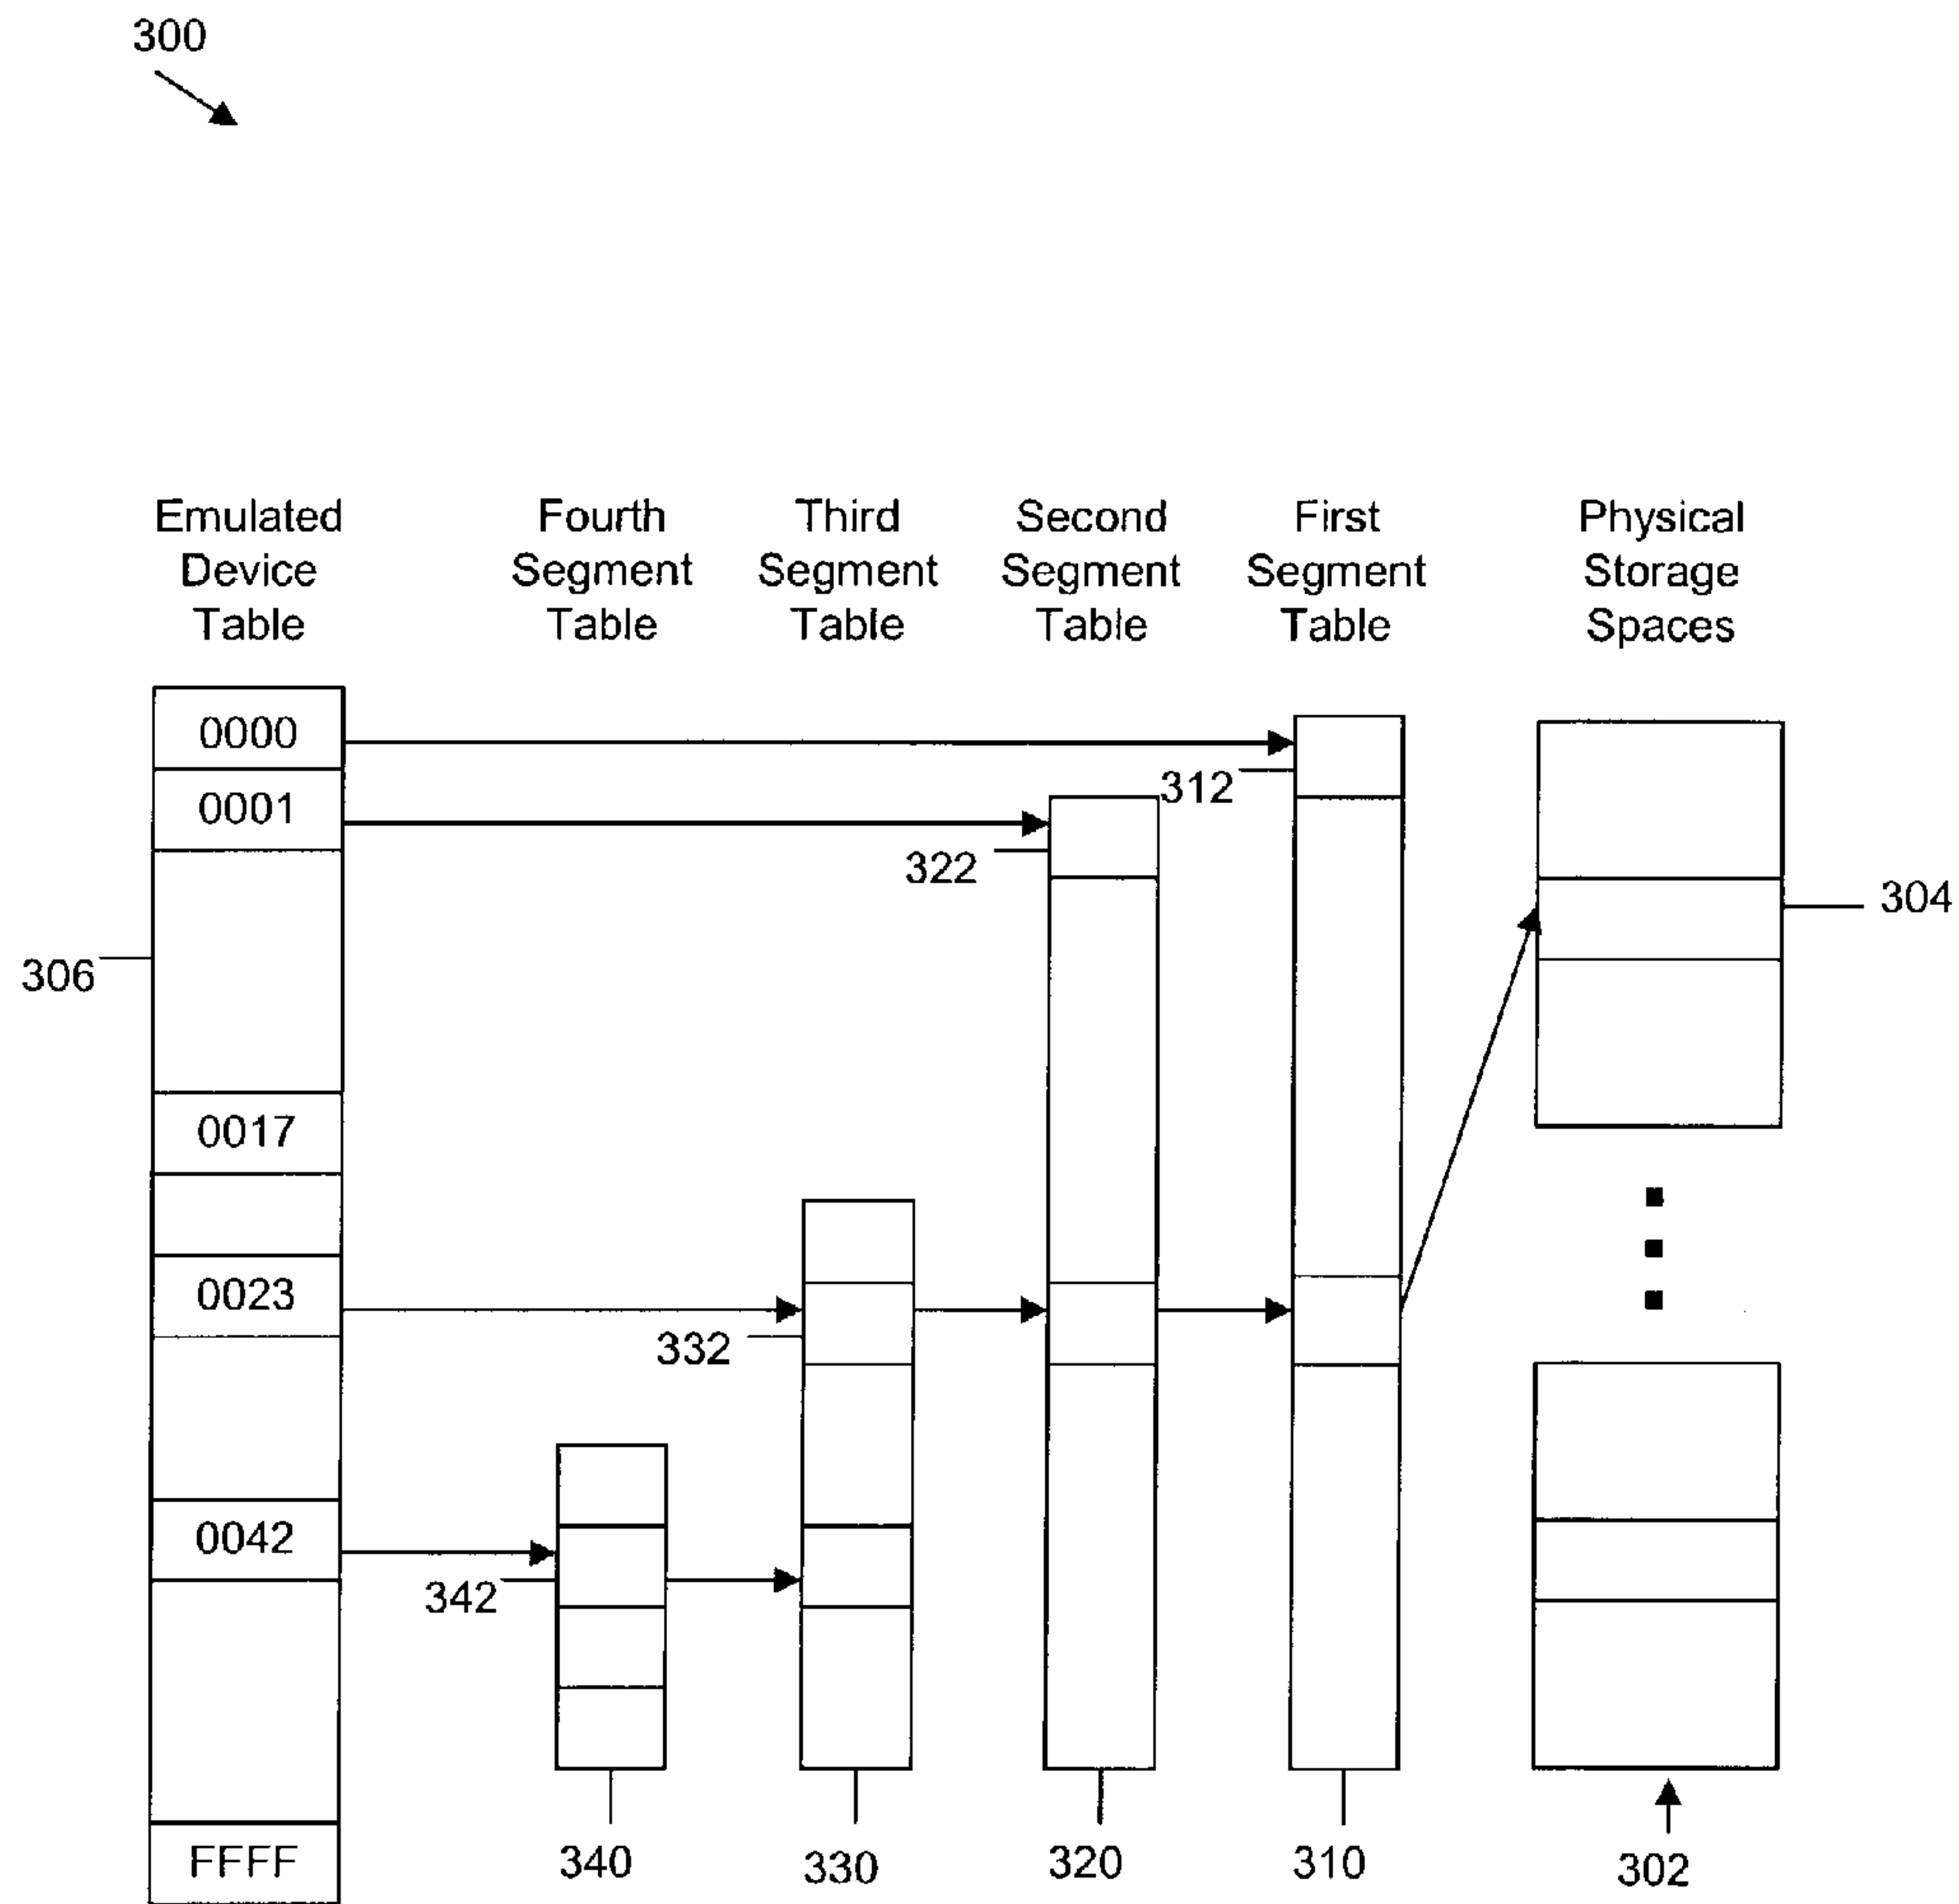 300
Emulated
Device
Table
Fourth
Segment
Table
Third
Segment
Table
Second
Segment
Table
First
Segment
Table
Physical
Storage
Spaces
0000
312
0001
322
304
306
0017
0023
332
0042
342
FFFF
340
330
320
310
302